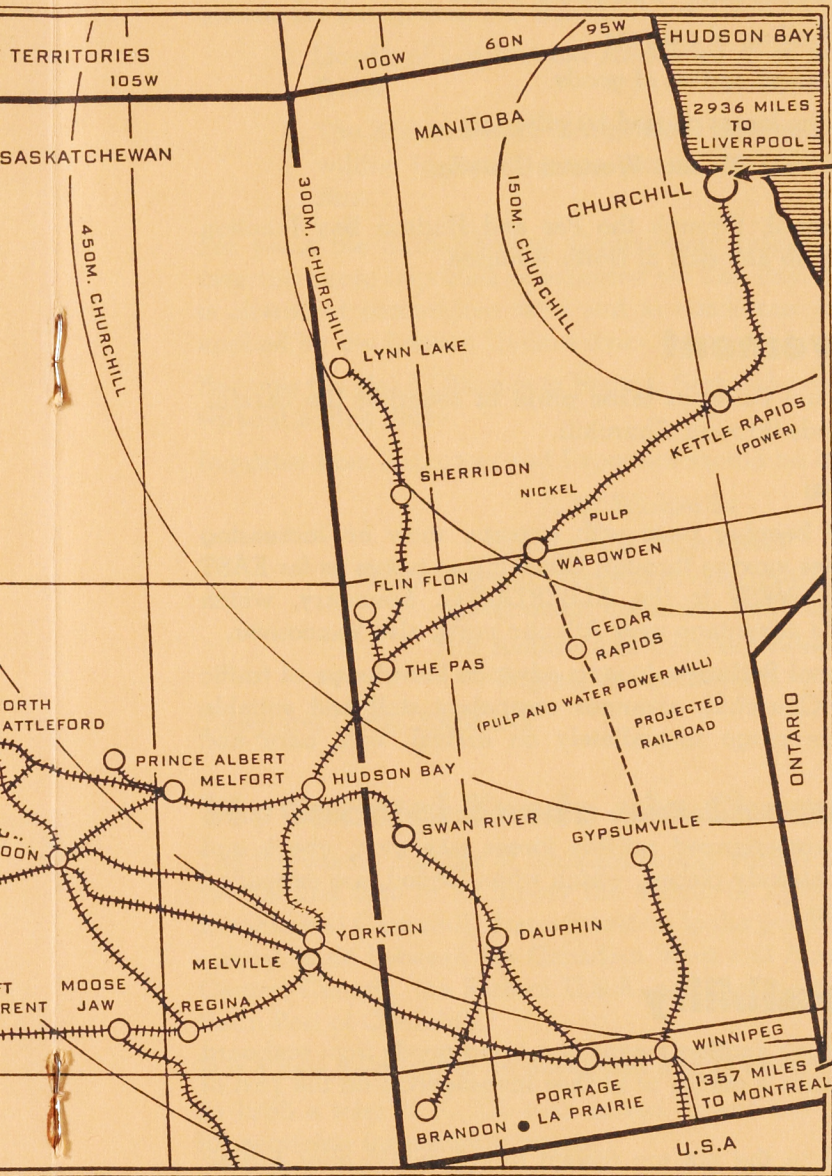 TERRITORIES
105W
100W
60N
95W
HUDSON BAY
2936 MILES
TO
LIVERPOOL
MANITOBA
SASKATCHEWAN
CHURCHILL
450M. CHURCHILL
300M. CHURCHILL
150M. CHURCHILL
LYNN LAKE
KETTLE RAPIDS
(POWER)
SHERRIDON
NICKEL
PULP
WABOWDEN
FLIN FLON
CEDAR
RAPIDS
THE PAS
(PULP AND WATER POWER MILL)
PROJECTED
RAILROAD
ONTARIO
ORTH
ATTLEFORD
PRINCE ALBERT
MELFORT
HUDSON BAY
SWAN RIVER
GYPSUMVILLE
OON
YORKTON
DAUPHIN
MELVILLE
FT
RENT
MOOSE
JAW
REGINA
WINNIPEG
1357 MILES
TO MONTREAL
PORTAGE
LA PRAIRIE
BRANDON
U.S.A